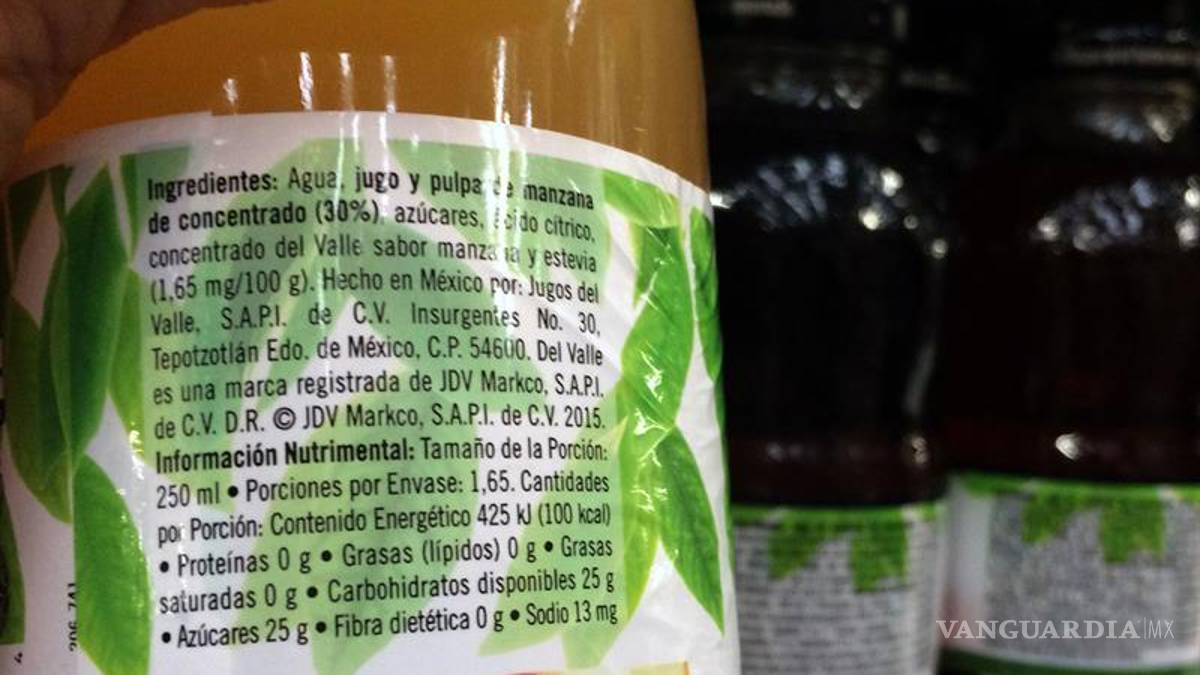 Ingredientes: Agua, jugo y pulpa de manzana
de concentrado (30%), azúcares, ácido cítrico,
concentrado del Valle sabor manzana y estevia
(1,65 mg/100 g). Hecho en México por: Jugos del
Valle, S.A.P.I. de C.V. Insurgentes No. 30,
Tepotzotlán Edo. de México, C.P. 54600. Del Valle
es una marca registrada de JDV Markco, S.A.P.I.
de C.V. D.R. © JDV Markco, S.A.P.I. de C.V. 2015.
Información Nutrimental: Tamaño de la Porción:
250 ml • Porciones por Envase: 1,65. Cantidades
por Porción: Contenido Energético 425 kJ (100 kcal)
• Proteínas 0 g • Grasas (lípidos) 0 g • Grasas
saturadas 0 g • Carbohidratos disponibles 25 g
• Azúcares 25 g • Fibra dietética 0 g • Sodio 13 mg
VANGUARDIA|MX